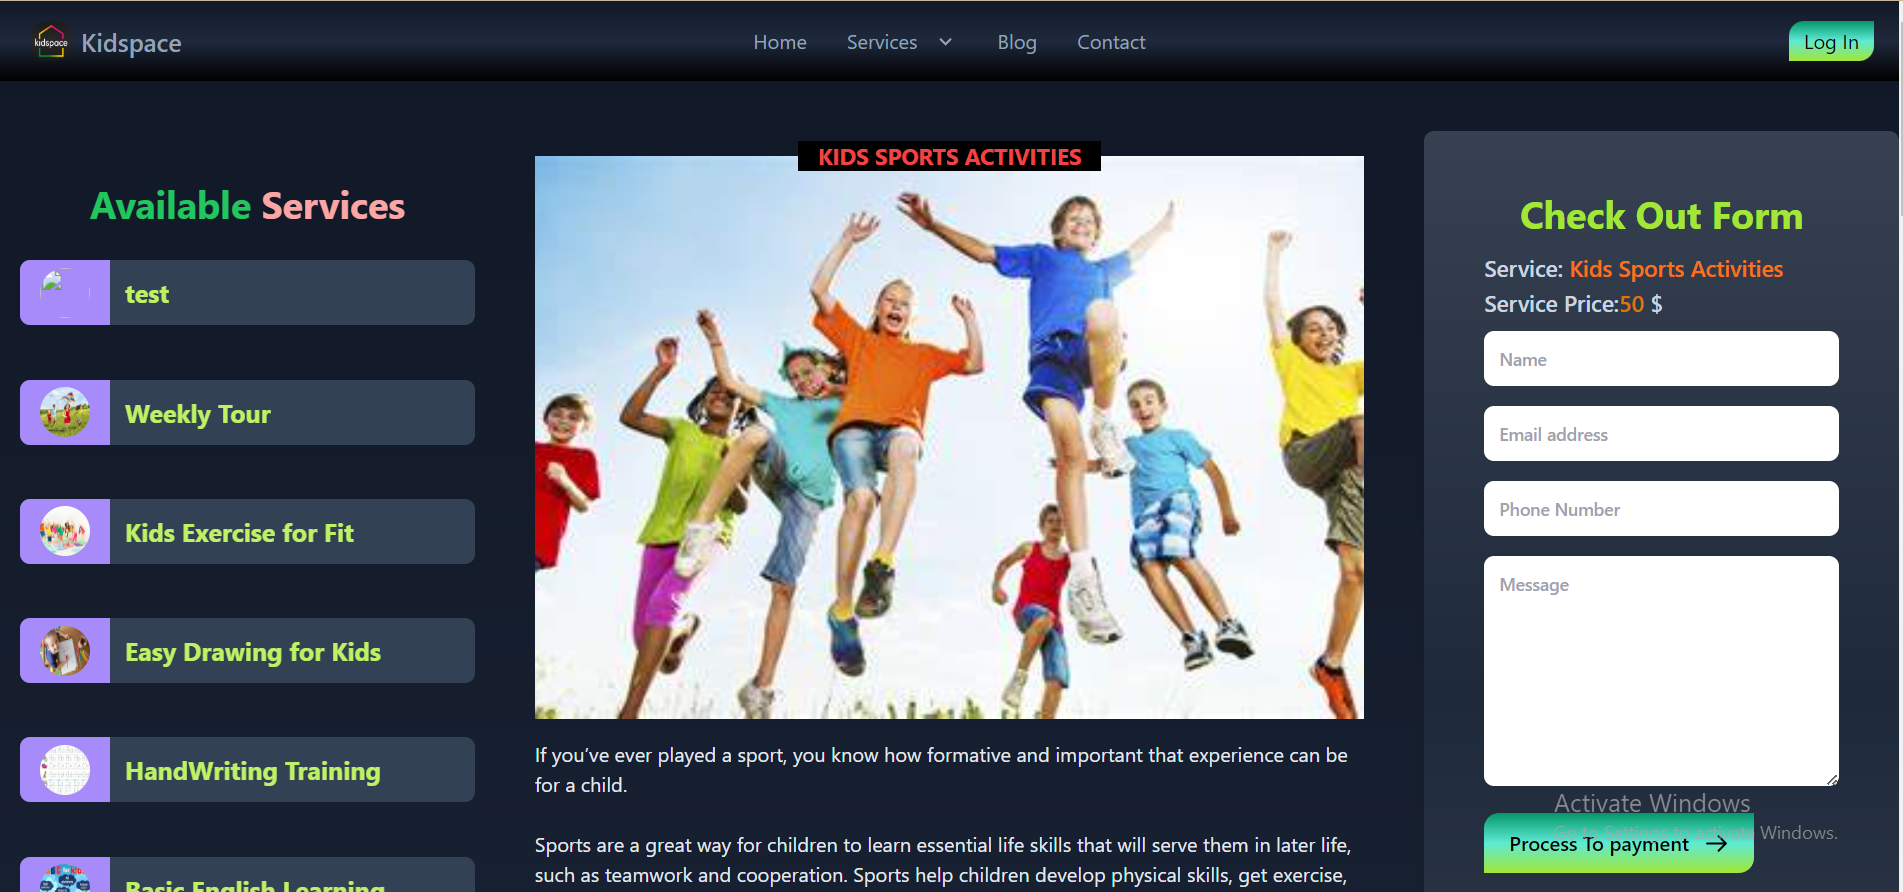 kidspace
Kidspace
Home
Services
Blog
Contact
Log In
Available Services
test
Weekly Tour
Kids Exercise for Fit
Easy Drawing for Kids
HandWriting Training
Basic English Learning
KIDS SPORTS ACTIVITIES
If you’ve ever played a sport, you know how formative and important that experience can be
for a child.
Sports are a great way for children to learn essential life skills that will serve them in later life,
such as teamwork and cooperation. Sports help children develop physical skills, get exercise,
Check Out Form
Service: Kids Sports Activities
Service Price:50 $
Name
Email address
Phone Number
Message
Process To payment
Activate Windows
Go to Settings to activate Windows.